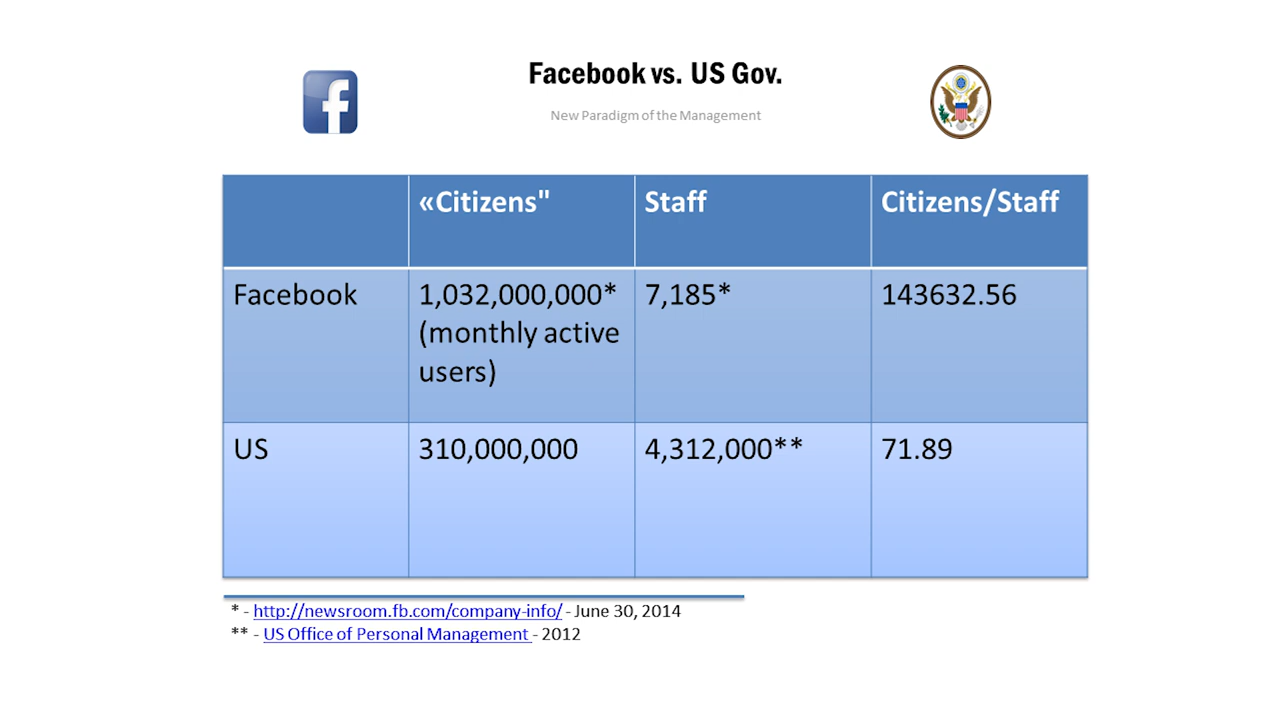 Facebook vs. US Gov.
New Paradigm of the Management
«Citizens"
Staff
Citizens/Staff
Facebook
1,032,000,000*
(monthly active
users)
7,185*
143632.56
US
310,000,000
4,312,000**
71.89
* - http://newsroom.fb.com/company-info/ - June 30, 2014
** - US Office of Personal Management - 2012